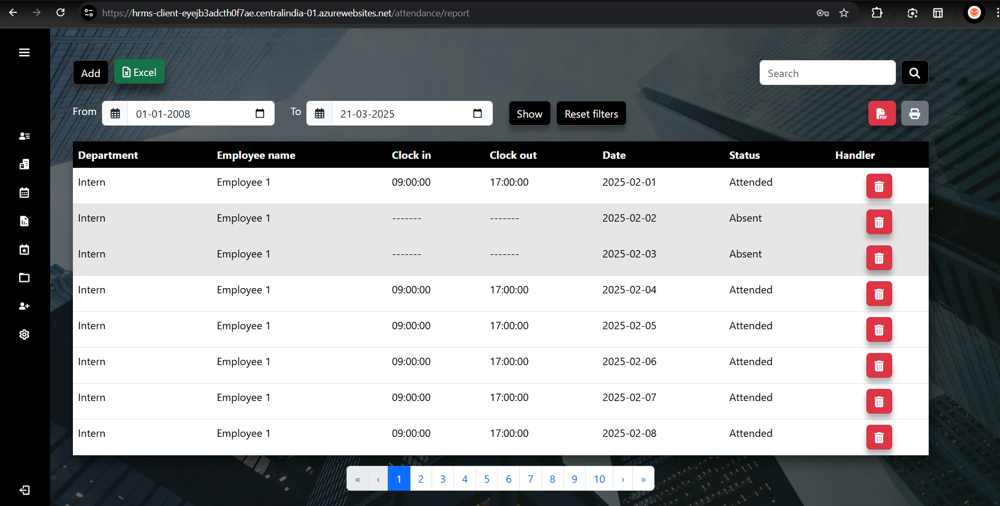 https://hrms-client-eyejb3adcth0f7ae.centralindia-01.azurewebsites.net/attendance/report
Add Excel Search
From 01-01-2008 To 21-03-2025 Show Reset filters PDF
Department Employee name Clock in Clock out Date Status Handler
Intern Employee 1 09:00:00 17:00:00 2025-02-01 Attended
Intern Employee 1 ------- ------- 2025-02-02 Absent
Intern Employee 1 ------- ------- 2025-02-03 Absent
Intern Employee 1 09:00:00 17:00:00 2025-02-04 Attended
Intern Employee 1 09:00:00 17:00:00 2025-02-05 Attended
Intern Employee 1 09:00:00 17:00:00 2025-02-06 Attended
Intern Employee 1 09:00:00 17:00:00 2025-02-07 Attended
Intern Employee 1 09:00:00 17:00:00 2025-02-08 Attended
« ‹ 1 2 3 4 5 6 7 8 9 10 › »